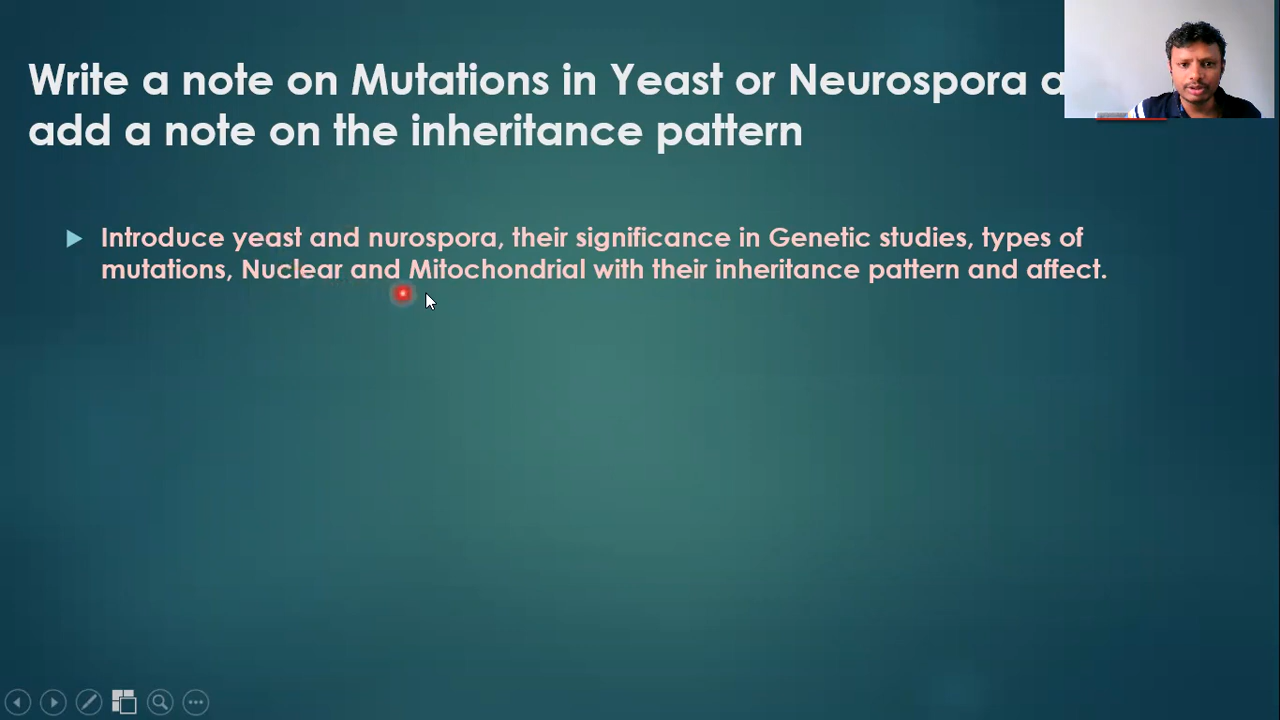 Write a note on Mutations in Yeast or Neurospora
add a note on the inheritance pattern
Introduce yeast and nurospora, their significance in Genetic studies, types of
mutations, Nuclear and Mitochondrial with their inheritance pattern and affect.